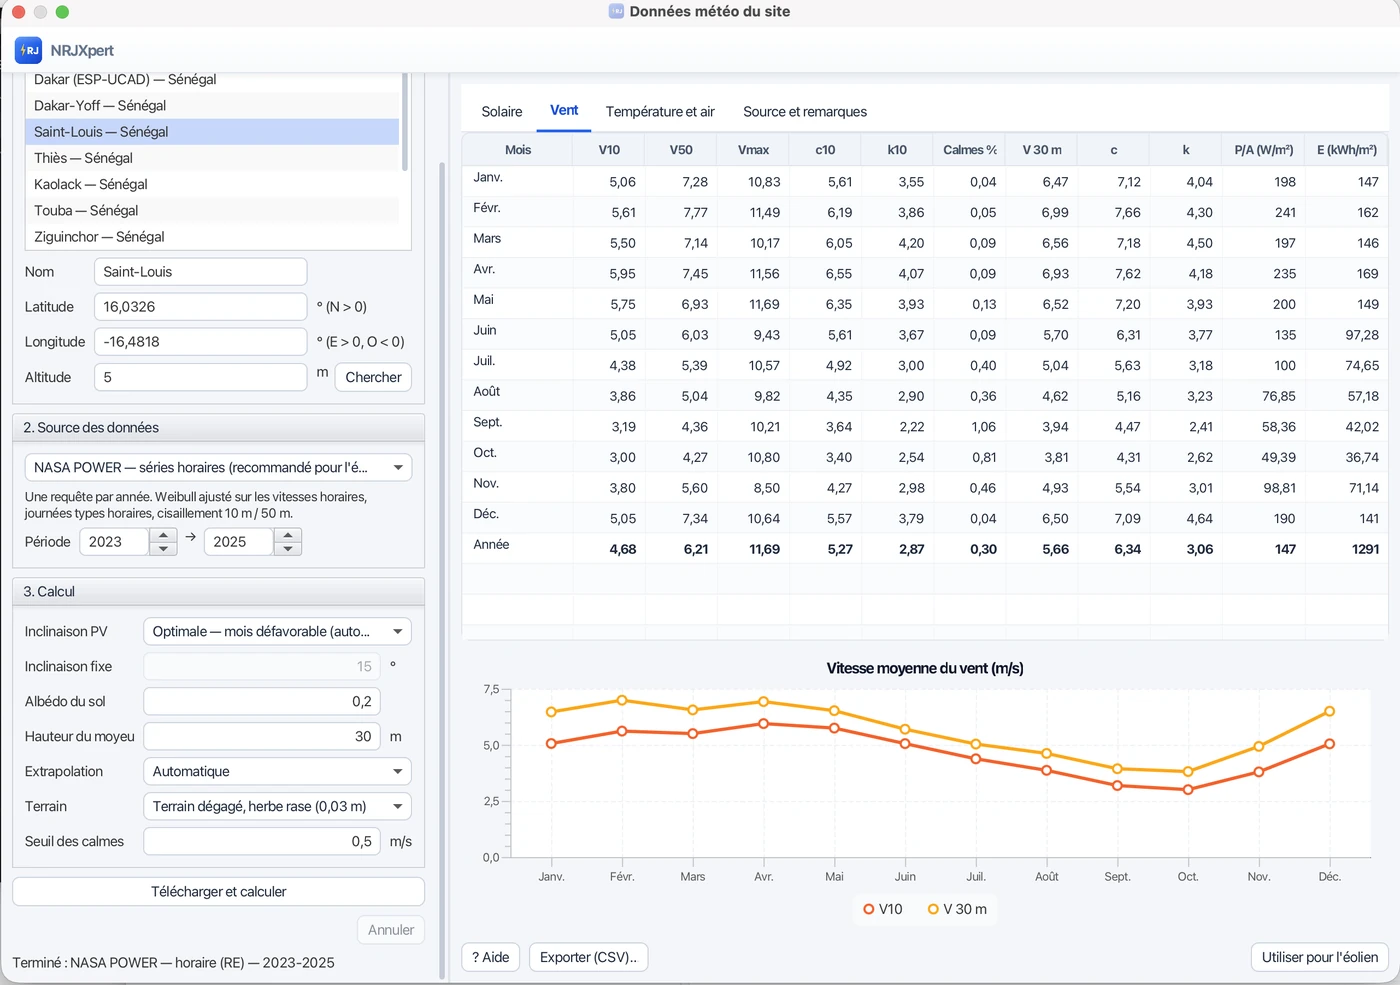 Données météo du site
NRJXpert
Dakar (ESP-UCAD) — Sénégal
Dakar-Yoff — Sénégal
Saint-Louis — Sénégal
Thiès — Sénégal
Kaolack — Sénégal
Touba — Sénégal
Ziguinchor — Sénégal
Nom Saint-Louis
Latitude 16,0326 ° (N > 0)
Longitude -16,4818 ° (E > 0, O < 0)
Altitude 5 m Chercher
2. Source des données
NASA POWER — séries horaires (recommandé pour l'é...
Une requête par année. Weibull ajusté sur les vitesses horaires,
journées types horaires, cisaillement 10 m / 50 m.
Période 2023 → 2025
3. Calcul
Inclinaison PV Optimale — mois défavorable (auto...
Inclinaison fixe 15 °
Albédo du sol 0,2
Hauteur du moyeu 30 m
Extrapolation Automatique
Terrain Terrain dégagé, herbe rase (0,03 m)
Seuil des calmes 0,5 m/s
Télécharger et calculer
Annuler
Terminé : NASA POWER — horaire (RE) — 2023-2025
Solaire Vent Température et air Source et remarques
Mois V10 V50 Vmax c10 k10 Calmes % V 30 m c k P/A (W/m²) E (kWh/m²)
Janv. 5,06 7,28 10,83 5,61 3,55 0,04 6,47 7,12 4,04 198 147
Févr. 5,61 7,77 11,49 6,19 3,86 0,05 6,99 7,66 4,30 241 162
Mars 5,50 7,14 10,17 6,05 4,20 0,09 6,56 7,18 4,50 197 146
Avr. 5,95 7,45 11,56 6,55 4,07 0,09 6,93 7,62 4,18 235 169
Mai 5,75 6,93 11,69 6,35 3,93 0,13 6,52 7,20 3,93 200 149
Juin 5,05 6,03 9,43 5,61 3,67 0,09 5,70 6,31 3,77 135 97,28
Juil. 4,38 5,39 10,57 4,92 3,00 0,40 5,04 5,63 3,18 100 74,65
Août 3,86 5,04 9,82 4,35 2,90 0,36 4,62 5,16 3,23 76,85 57,18
Sept. 3,19 4,36 10,21 3,64 2,22 1,06 3,94 4,47 2,41 58,36 42,02
Oct. 3,00 4,27 10,80 3,40 2,54 0,81 3,81 4,31 2,62 49,39 36,74
Nov. 3,80 5,60 8,50 4,27 2,98 0,46 4,93 5,54 3,01 98,81 71,14
Déc. 5,05 7,34 10,64 5,57 3,79 0,04 6,50 7,09 4,64 190 141
Année 4,68 6,21 11,69 5,27 2,87 0,30 5,66 6,34 3,06 147 1291
Vitesse moyenne du vent (m/s)
7,5
5,0
2,5
0,0
Janv. Févr. Mars Avr. Mai Juin Juil. Août Sept. Oct. Nov. Déc.
V10 V 30 m
? Aide Exporter (CSV).. Utiliser pour l'éolien